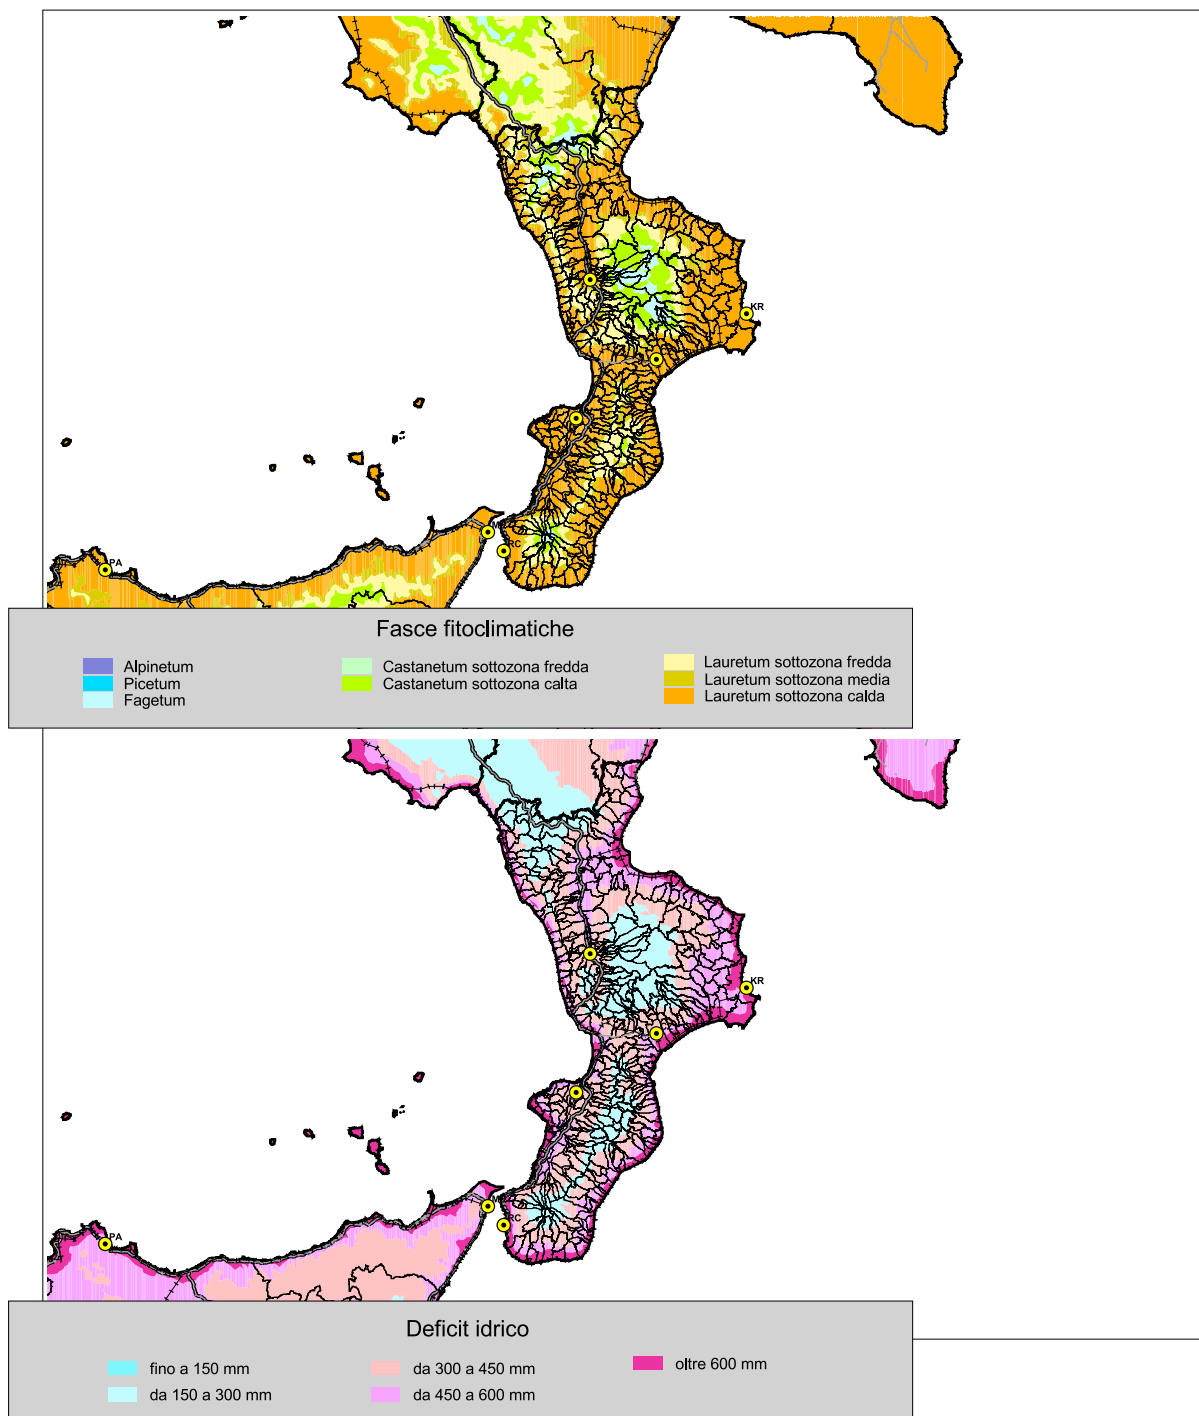 KR
RC
PA
Fasce fitoclimatiche
Alpinetum
Picetum
Fagetum
Castanetum sottozona fredda
Castanetum sottozona calta
Lauretum sottozona fredda
Lauretum sottozona media
Lauretum sottozona calda
KR
RC
PA
Deficit idrico
fino a 150 mm
da 150 a 300 mm
da 300 a 450 mm
da 450 a 600 mm
oltre 600 mm